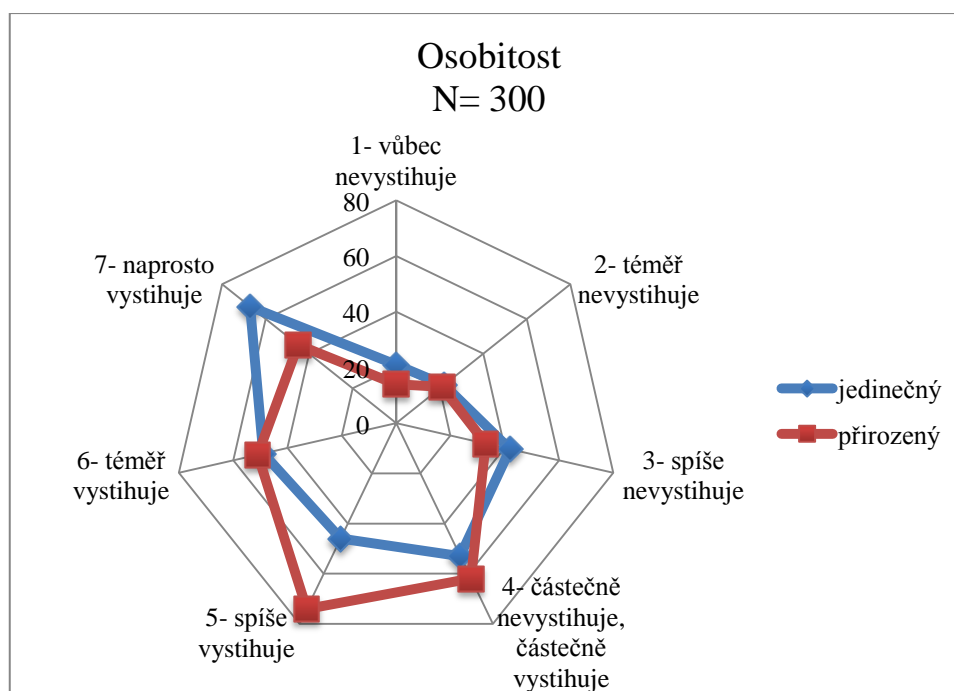 Osobitost
N= 300
1- vůbec
nevystihuje
2- téměř
nevystihuje
3- spíše
nevystihuje
4- částečně
nevystihuje,
částečně
vystihuje
5- spíše
vystihuje
6- téměř
vystihuje
7- naprosto
vystihuje
80
60
40
20
0
jedinečný
přirozený